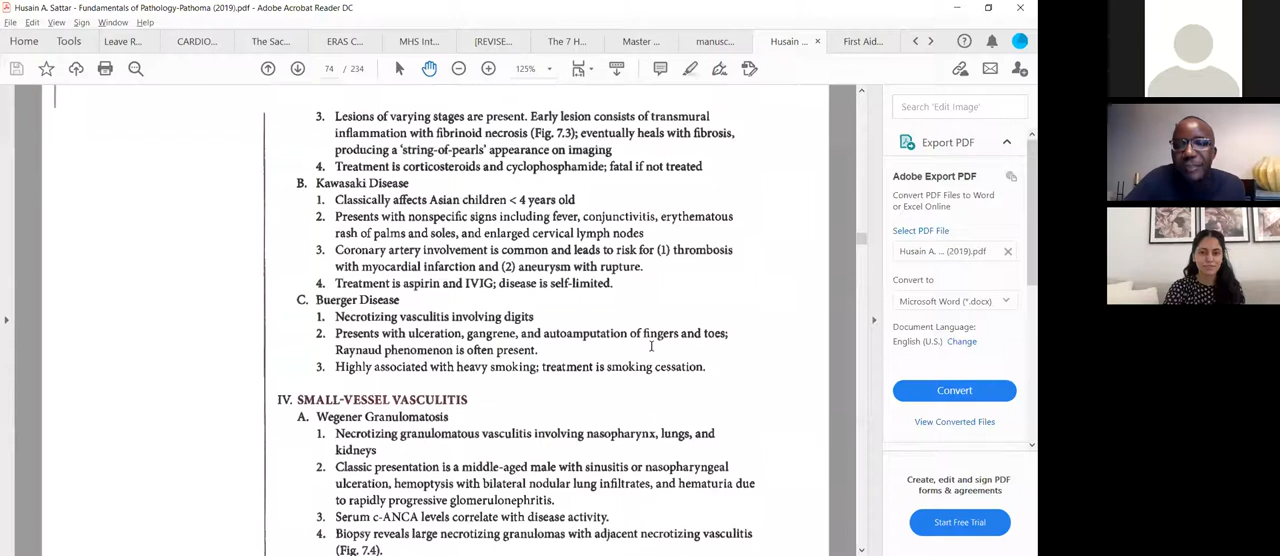 Husain A. Sattar - Fundamentals of Pathology-Pathoma (2019).pdf - Adobe Acrobat Reader DC
File Edit View Sign Window Help
Home Tools Leave R... CARDIO... The Sac... ERAS C... MHS Int... [REVISE... The 7 H... Master ... manusc... Husain ... × First Aid...
74 / 234 125%
3. Lesions of varying stages are present. Early lesion consists of transmural
inflammation with fibrinoid necrosis (Fig. 7.3); eventually heals with fibrosis,
producing a 'string-of-pearls' appearance on imaging
4. Treatment is corticosteroids and cyclophosphamide; fatal if not treated
B. Kawasaki Disease
1. Classically affects Asian children < 4 years old
2. Presents with nonspecific signs including fever, conjunctivitis, erythematous
rash of palms and soles, and enlarged cervical lymph nodes
3. Coronary artery involvement is common and leads to risk for (1) thrombosis
with myocardial infarction and (2) aneurysm with rupture.
4. Treatment is aspirin and IVIG; disease is self-limited.
C. Buerger Disease
1. Necrotizing vasculitis involving digits
2. Presents with ulceration, gangrene, and autoamputation of fingers and toes;
Raynaud phenomenon is often present.
3. Highly associated with heavy smoking; treatment is smoking cessation.
IV. SMALL-VESSEL VASCULITIS
A. Wegener Granulomatosis
1. Necrotizing granulomatous vasculitis involving nasopharynx, lungs, and
kidneys
2. Classic presentation is a middle-aged male with sinusitis or nasopharyngeal
ulceration, hemoptysis with bilateral nodular lung infiltrates, and hematuria due
to rapidly progressive glomerulonephritis.
3. Serum c-ANCA levels correlate with disease activity.
4. Biopsy reveals large necrotizing granulomas with adjacent necrotizing vasculitis
(Fig. 7.4).
Search 'Edit Image'
Export PDF
Adobe Export PDF
Convert PDF Files to Word
or Excel Online
Select PDF File
Husain A. ... (2019).pdf
Convert to
Microsoft Word (*.docx)
Document Language:
English (U.S.) Change
Convert
View Converted Files
Create, edit and sign PDF
forms & agreements
Start Free Trial